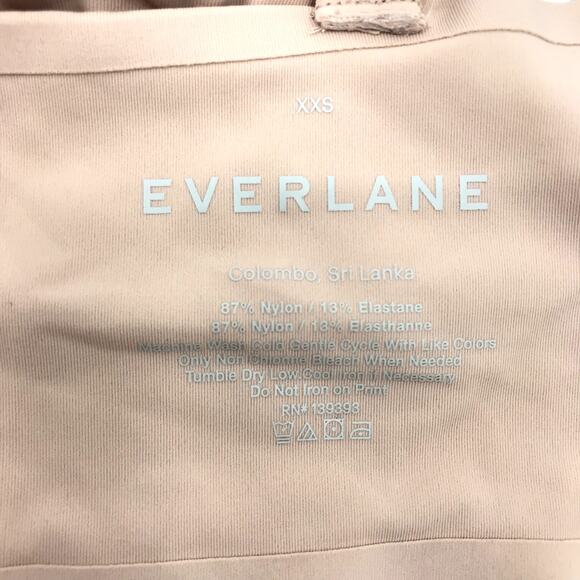 XXS
EVERLANE
Colombo, Sri Lanka
87% Nylon / 13% Elastane
87% Nylon / 13% Elasthanne
Machine Wash Cold Gentle Cycle With Like Colors
Only Non Chlorine Bleach When Needed
Tumble Dry Low. Cool Iron if Necessary
Do Not Iron on Print
RN# 139393